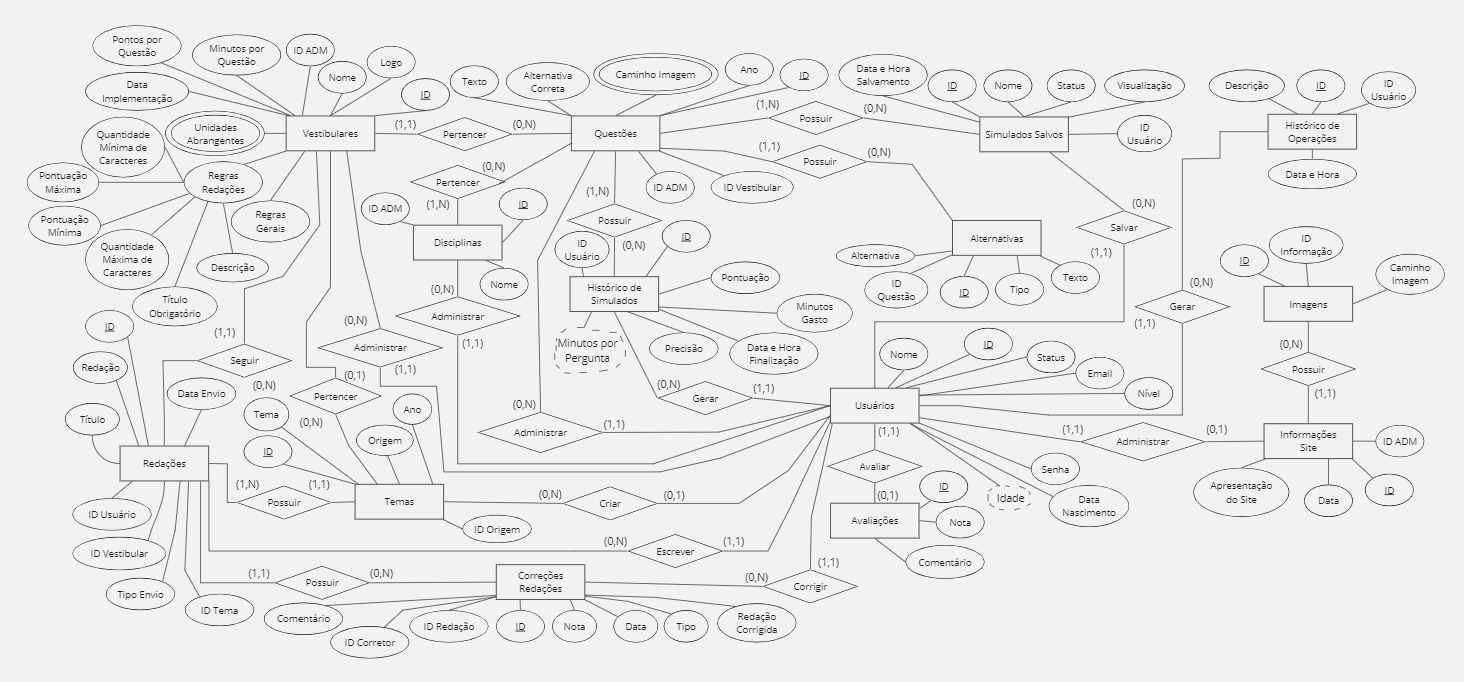 Pontos por
Questão
Minutos por
Questão
ID ADM
Nome
Logo
ID
Data
Implementação
Unidades
Abrangentes
Vestibulares
Quantidade
Mínima de
Caracteres
Pontuação
Máxima
Regras
Redações
Pontuação
Mínima
Quantidade
Máxima de
Caracteres
Regras
Gerais
Descrição
Título
Obrigatório
(1,1)
Pertencer
(0,N)
Texto
Alternativa
Correta
Caminho Imagem
Ano
ID
Questões
ID ADM
ID Vestibular
(1,N)
Possuir
(0,N)
(1,1)
Possuir
(0,N)
Data e Hora
Salvamento
ID
Nome
Status
Visualização
ID
Usuário
Simulados Salvos
Descrição
ID
ID
Usuário
Histórico de
Operações
Data e Hora
(0,N)
Pertencer
(1,N)
ID ADM
ID
Disciplinas
Nome
(0,N)
Administrar
(1,1)
(1,N)
Possuir
(0,N)
ID
Usuário
ID
Histórico de
Simulados
Pontuação
Minutos
Gasto
Data e Hora
Finalização
Precisão
Minutos por
Pergunta
Alternativas
Alternativa
ID
Questão
ID
Tipo
Texto
(0,N)
Salvar
(1,1)
(0,N)
Gerar
(1,1)
ID
ID
Informação
Caminho
Imagem
Imagens
(0,N)
Possuir
(1,1)
(1,1)
Seguir
(0,N)
(0,N)
Administrar
(1,1)
(0,1)
Pertencer
(0,N)
(0,N)
Gerar
(1,1)
(0,N)
Administrar
(1,1)
Nome
ID
Status
Email
Nível
Usuários
Senha
Data
Nascimento
Idade
(1,1)
Administrar
(0,1)
Informações
Site
ID ADM
ID
Data
Apresentação
do Site
(1,1)
Avaliar
(0,1)
ID
Avaliações
Nota
Comentário
ID
Redação
Data Envio
Título
Redações
ID Usuário
ID Vestibular
Tipo Envio
ID Tema
Tema
ID
Origem
Ano
Temas
ID Origem
(1,N)
Possuir
(1,1)
(0,N)
Criar
(0,1)
(0,N)
Escrever
(1,1)
(1,1)
Possuir
(0,N)
Correções
Redações
(0,N)
Corrigir
(1,1)
Comentário
ID Corretor
ID Redação
ID
Nota
Data
Tipo
Redação
Corrigida